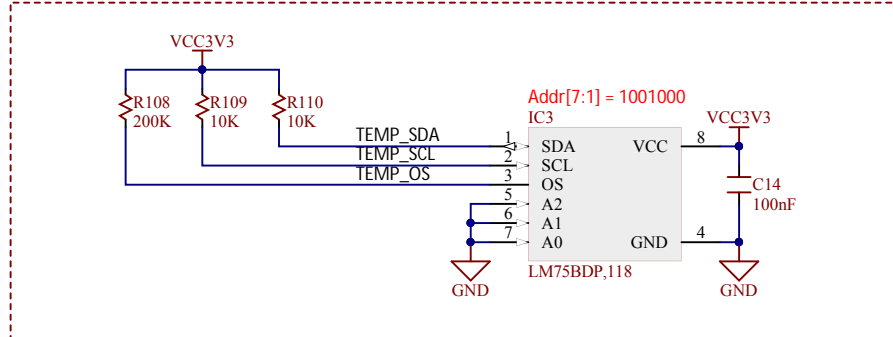 VCC3V3
R108
200K
R109
10K
R110
10K
TEMP_SDA
TEMP_SCL
TEMP_OS
Addr[7:1] = 1001000
IC3
1
SDA
2
SCL
3
OS
5
A2
6
A1
7
A0
VCC
8
GND
4
LM75BDP,118
GND
VCC3V3
C14
100nF
GND